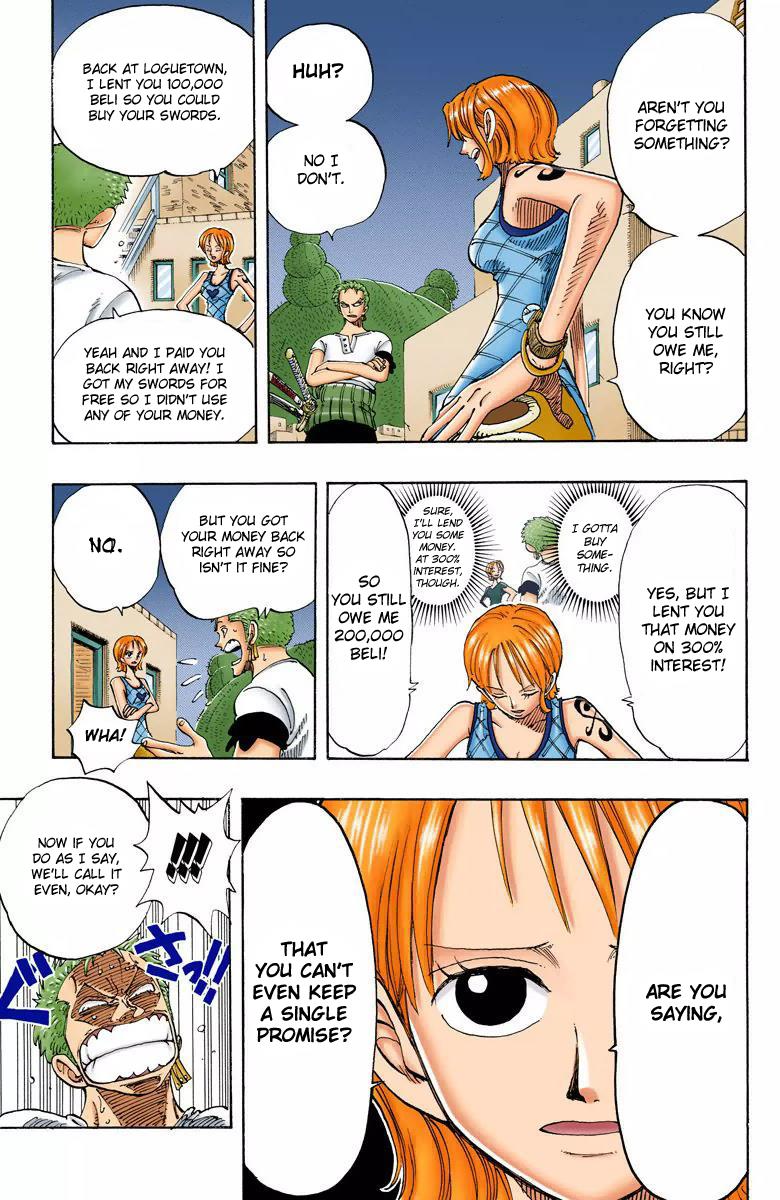 AREN'T YOU
FORGETTING
SOMETHING?
YOU KNOW
YOU STILL
OWE ME,
RIGHT?
HUH?
NO I
DON'T.
BACK AT LOGUETOWN,
I LENT YOU 100,000
BELI SO YOU COULD
BUY YOUR SWORDS.
YEAH AND I PAID YOU
BACK RIGHT AWAY! I
GOT MY SWORDS FOR
FREE SO I DIDN'T USE
ANY OF YOUR MONEY.
YES, BUT I
LENT YOU
THAT MONEY
ON 300%
INTEREST!
I GOTTA
BUY
SOME-
THING.
SURE,
I'LL LEND
YOU SOME
MONEY.
AT 300%
INTEREST,
THOUGH.
SO
YOU STILL
OWE ME
200,000
BELI!
BUT YOU GOT
YOUR MONEY BACK
RIGHT AWAY SO
ISN'T IT FINE?
NO.
WHA!
ARE YOU
SAYING,
THAT
YOU CAN'T
EVEN KEEP
A SINGLE
PROMISE?
!!!
NOW IF YOU
DO AS I SAY,
WE'LL CALL IT
EVEN, OKAY?
ぐさっ!!